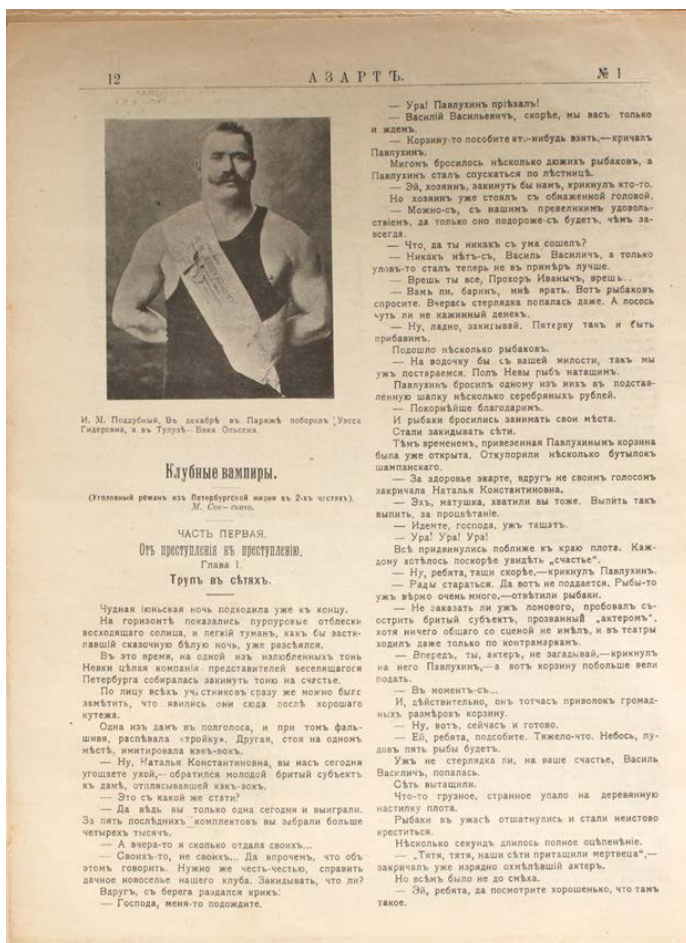 12
АЗАРТЪ.
№ 1
И. М. Поддубный, Въ декабрѣ въ Парижѣ поборолъ Уесса
Гидерсена, а въ Тулузѣ—Бэка Ольсена.
Клубные вампиры.
(Уголовный романъ изъ Петербургской жизни въ 2-хъ частяхъ).
М. Сос—скаго.
ЧАСТЬ ПЕРВАЯ.
Отъ преступленія къ преступленію.
Глава I.
Трупъ въ сѣтяхъ.
Чудная іюньская ночь подходила уже къ концу.
На горизонтѣ показались пурпуровые отблески
восходящаго солнца, и легкій туманъ, какъ бы засти-
лавшій сказочную бѣлую ночь, уже разсѣялся.
Въ это время, на одной изъ излюбленныхъ тонь
Невки цѣлая компанія представителей веселящагося
Петербурга собиралась закинуть тоню на счастье.
По лицу всѣхъ участниковъ сразу же можно было
замѣтить, что явились они сюда послѣ хорошаго
кутежа.
Одна изъ дамъ въ полголоса, и при томъ фаль-
шивя, распѣвала «тройку». Другая, стоя на одномъ
мѣстѣ, имитировала кэкъ-вокъ.
— Ну, Наталья Константиновна, вы насъ сегодня
угощаете ухой,—обратился молодой бритый субъектъ
къ дамѣ, отплясывавшей кэкъ-вокъ.
— Это съ какой же стати?
— Да вѣдь вы только одна сегодня и выиграли.
За пять послѣднихъ комплектовъ вы забрали больше
четырехъ тысячъ.
— А вчера-то я сколько отдала своихъ...
— Своихъ-то, не своихъ... Да впрочемъ, что объ
этомъ говорить. Нужно же честь-честью, справить
дачное новоселье нашего клуба. Закидывать, что ли?
Вдругъ, съ берега раздался крикъ:
— Господа, меня-то подождите.
— Ура! Павлухинъ пріѣхалъ!
— Василій Васильевичъ, скорѣе, мы васъ только
и ждемъ.
— Корзину-то пособите кто-нибудь взять,—кричалъ
Павлухинъ.
Мигомъ бросилось нѣсколько дюжихъ рыбаковъ, а
Павлухинъ сталъ спускаться по лѣстницѣ.
— Эй, хозяинъ, закинуть бы намъ, крикнулъ кто-то.
Но хозяинъ уже стоялъ съ обнаженной головой.
— Можно-съ, съ нашимъ превеликимъ удоволь-
ствіемъ, да только оно подороже-съ будетъ, чѣмъ за-
всегда.
— Что, да ты никакъ съ ума сошелъ?
— Никакъ нѣтъ-съ, Василь Василичъ, а только
уловъ-то сталъ теперь не въ примѣръ лучше.
— Врешь ты все, Прохоръ Иванычъ, врешь...
— Вамъ ли, баринъ, мнѣ врать. Вотъ рыбаковъ
спросите. Вчерась стерлядка попалась даже. А лосось
чуть ли не кажинный денекъ.
— Ну, ладно, закидывай. Пятерку такъ и быть
прибавимъ.
Подошло нѣсколько рыбаковъ.
— На водочку бы съ вашей милости, такъ мы
ужъ постараемся. Полъ Невы рыбъ натащимъ.
Павлухинъ бросилъ одному изъ нихъ въ подстав-
ленную шапку нѣсколько серебряныхъ рублей.
— Покорнѣйше благодаримъ.
И рыбаки бросились занимать свои мѣста.
Стали закидывать сѣти.
Тѣмъ временемъ, привезенная Павлухинымъ корзина
была уже открыта. Откупорили нѣсколько бутылокъ
шампанскаго.
— За здоровье экарте, вдругъ не своимъ голосомъ
закричала Наталья Константиновна.
— Эхъ, матушка, хватили вы тоже. Выпить такъ
выпить, за процвѣтаніе.
— Идемте, господа, ужъ тащатъ.
— Ура! Ура! Ура!
Всѣ придвинулись поближе къ краю плота. Каж-
дому хотѣлось поскорѣе увидѣть „счастье“.
— Ну, ребята, тащи скорѣе,—крикнулъ Павлухинъ.
— Рады стараться. Да вотъ не поддается. Рыбы-то
ужъ вѣрно очень много,—отвѣтили рыбаки.
— Не заказать ли ужъ ломового, пробовалъ съ-
острить бритый субъектъ, прозванный „актеромъ“,
хотя ничего общаго со сценой не имѣлъ, и въ театры
ходилъ даже только по контрамаркамъ.
— Впередъ, ты, актеръ, не загадывай,—крикнулъ
на него Павлухинъ,—а вотъ корзину побольше вели
подать.
— Въ моментъ-съ...
И, дѣйствительно, онъ тотчасъ приволокъ громад-
ныхъ размѣровъ корзину.
— Ну, вотъ, сейчасъ и готово.
— Ей, ребята, подсобите. Тяжело-что. Небось, пу-
довъ пять рыбы будетъ.
Ужъ не стерлядка ли, на ваше счастье, Василь
Василичъ, попалась.
Сѣть вытащили.
Что-то грузное, странное упало на деревянную
настилку плота.
Рыбаки въ ужасѣ отшатнулись и стали неистово
креститься.
Нѣсколько секундъ длилось полное оцѣпенѣніе.
— „Тятя, тятя, наши сѣти притащили мертвеца“,—
закричалъ уже изрядно охмѣлѣвшій актеръ.
Но всѣмъ было не до смѣха.
— Эй, ребята, да посмотрите хорошенько, что тамъ
такое.